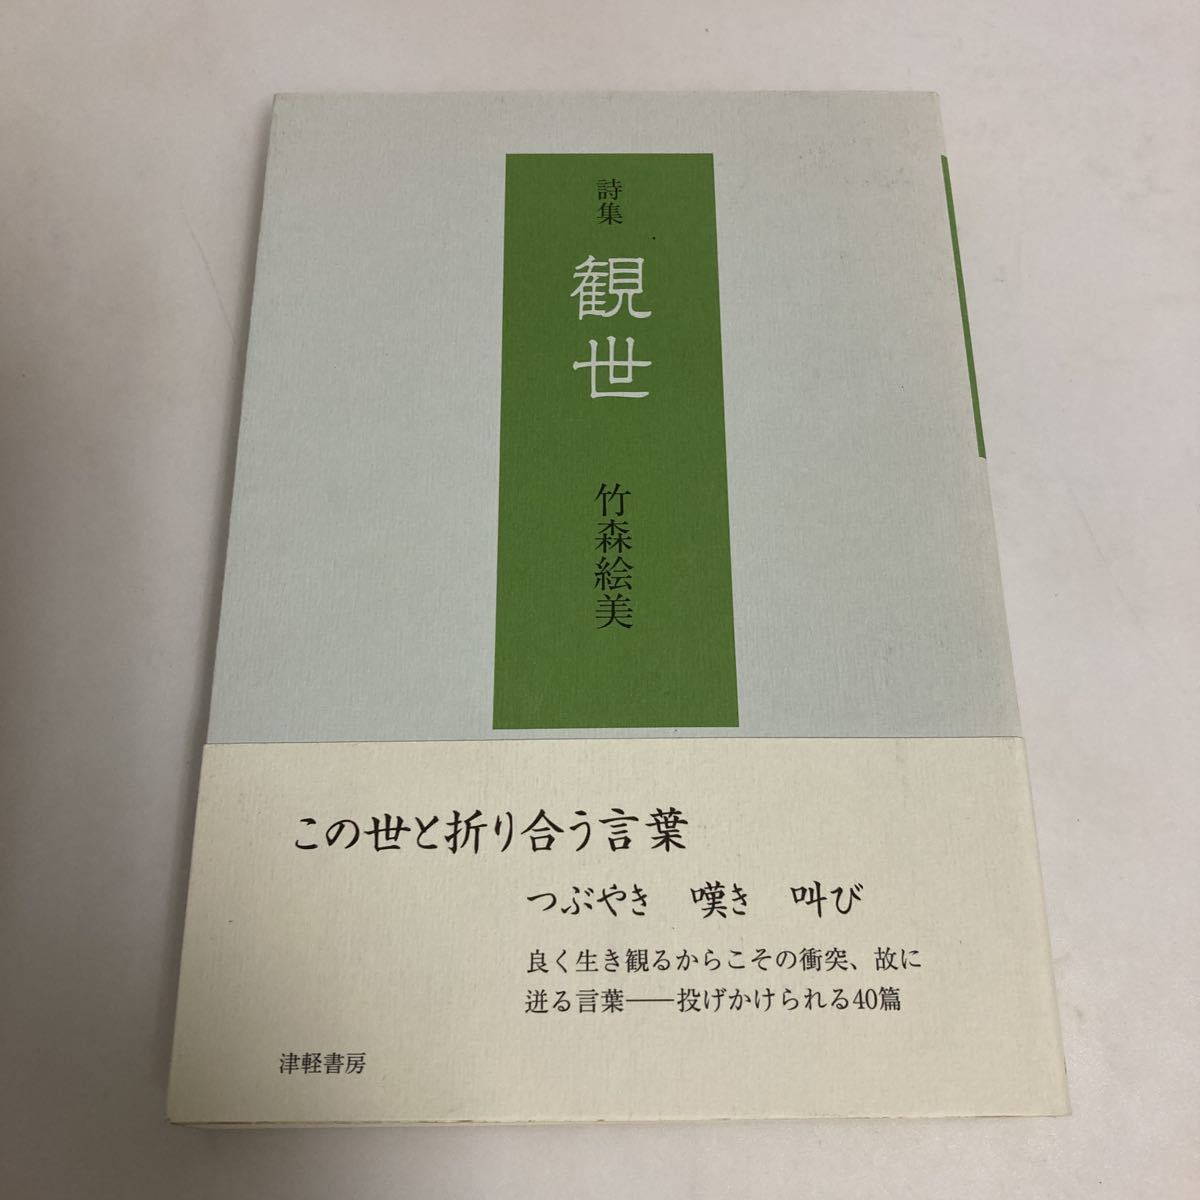 詩集
観世
竹森絵美
この世と折り合う言葉
つぶやき　嘆き　叫び
良く生き観るからこその衝突、故に
迸る言葉――投げかけられる40篇
津軽書房